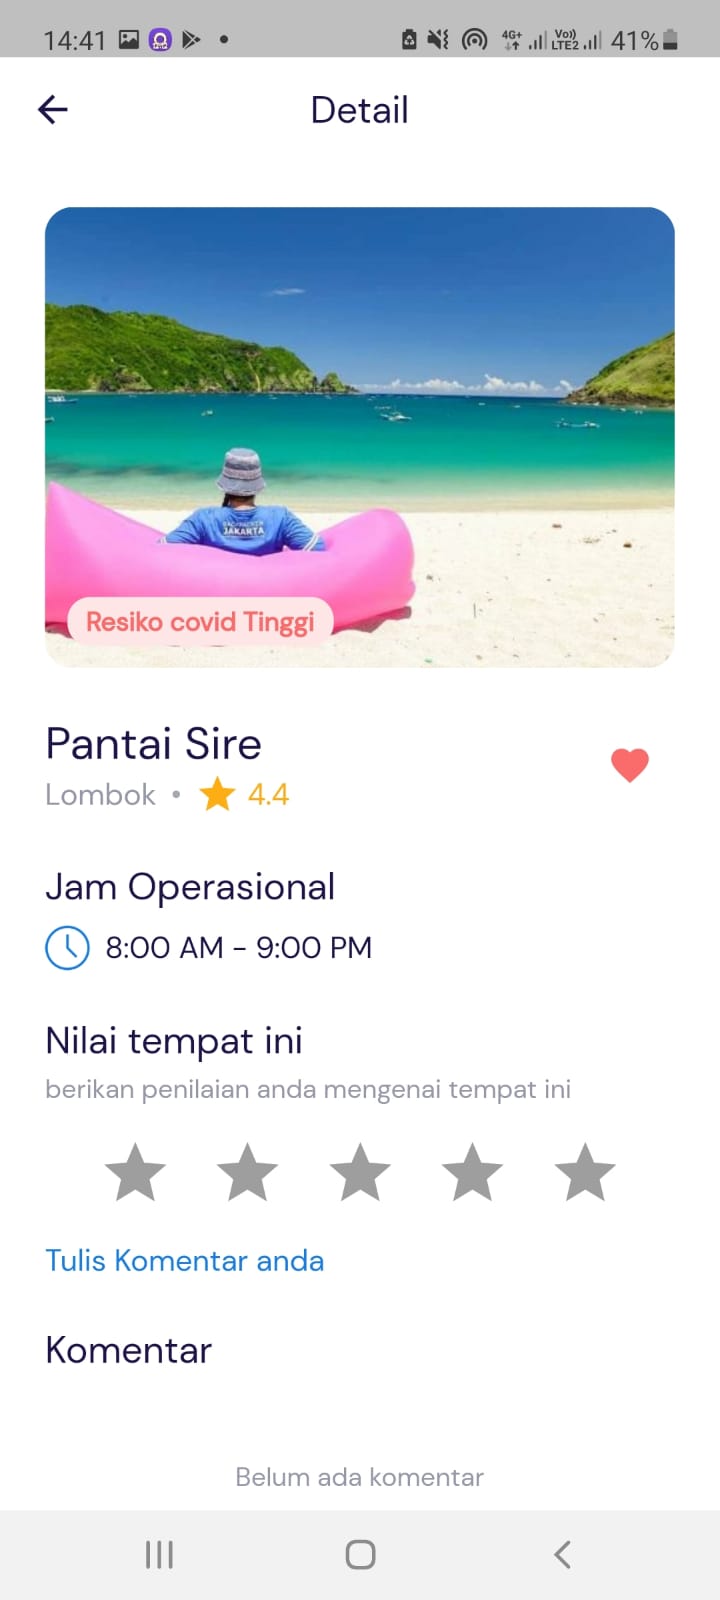 14:41
4G+
Vo))
LTE2
41%
Detail
BACKPACKER
JAKARTA
Resiko covid Tinggi
Pantai Sire
Lombok • 4.4
Jam Operasional
8:00 AM - 9:00 PM
Nilai tempat ini
berikan penilaian anda mengenai tempat ini
Tulis Komentar anda
Komentar
Belum ada komentar